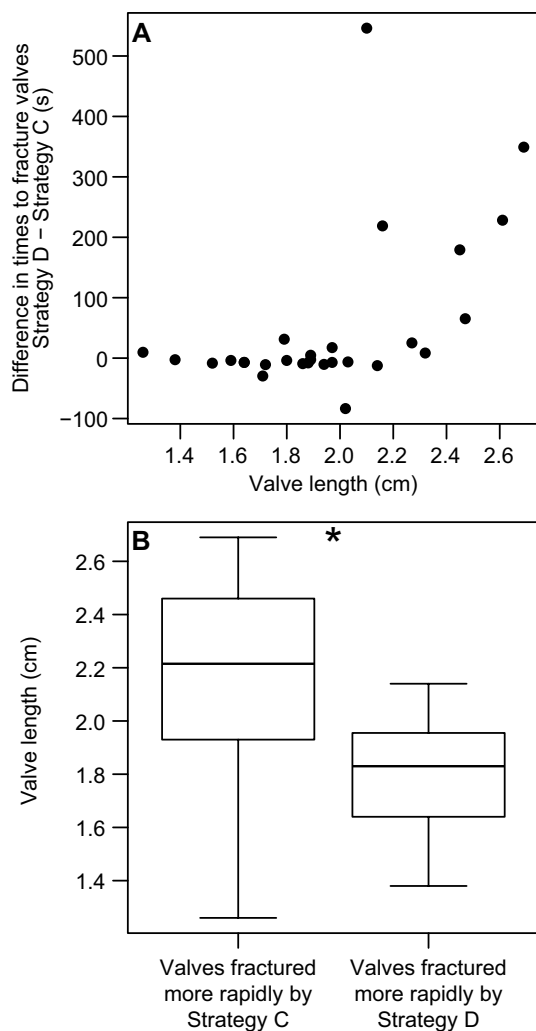 A
Difference in times to fracture valves
Strategy D − Strategy C (s)
500
400
300
200
100
0
−100
1.4 1.6 1.8 2.0 2.2 2.4 2.6
Valve length (cm)
B
*
Valve length (cm)
2.6
2.4
2.2
2.0
1.8
1.6
1.4
Valves fractured
more rapidly by
Strategy C
Valves fractured
more rapidly by
Strategy D